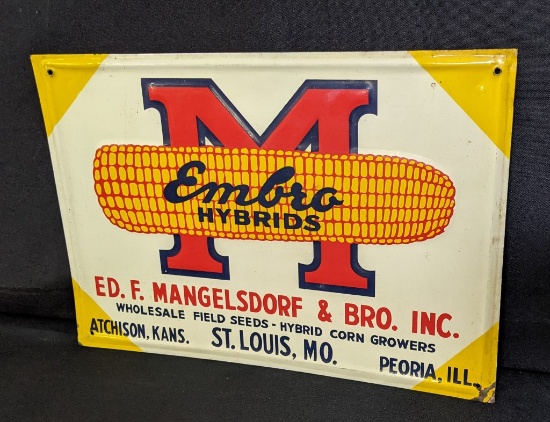 M
Embro
HYBRIDS
ED. F. MANGELSDORF & BRO. INC.
WHOLESALE FIELD SEEDS - HYBRID CORN GROWERS
ATCHISON, KANS. ST. LOUIS, MO. PEORIA, ILL.